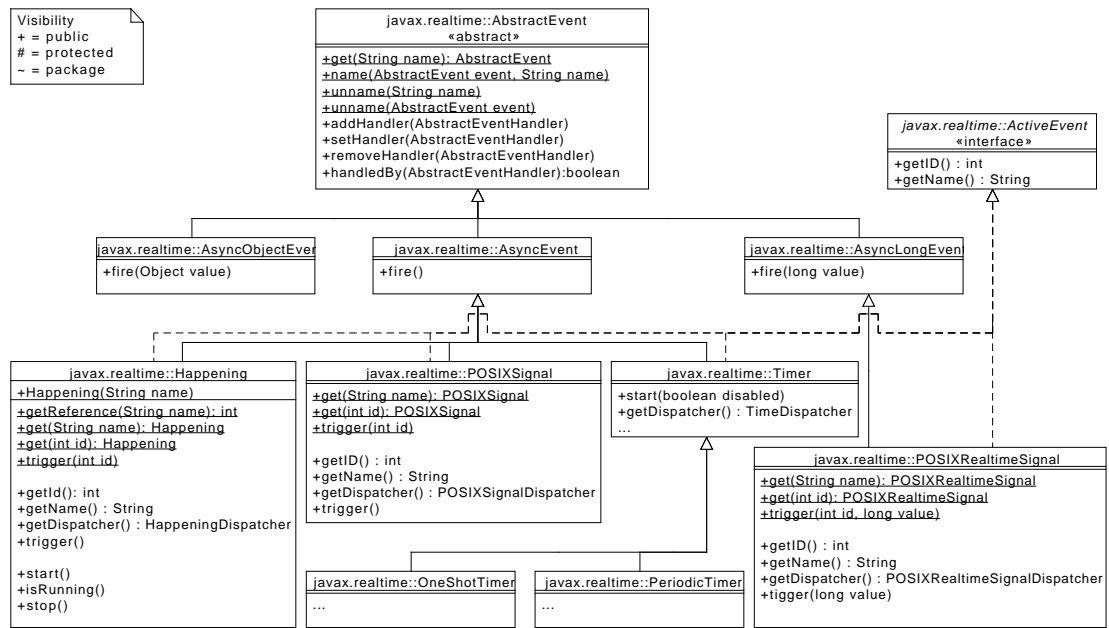 Visibility
+ = public
# = protected
~ = package
javax.realtime::AbstractEvent
«abstract»
+get(String name): AbstractEvent
+name(AbstractEvent event, String name)
+unname(String name)
+unname(AbstractEvent event)
+addHandler(AbstractEventHandler)
+setHandler(AbstractEventHandler)
+removeHandler(AbstractEventHandler)
+handledBy(AbstractEventHandler):boolean
javax.realtime::ActiveEvent
«interface»
+getID() : int
+getName() : String
javax.realtime::AsyncObjectEver
+fire(Object value)
javax.realtime::AsyncEvent
+fire()
javax.realtime::AsyncLongEvent
+fire(long value)
javax.realtime::Happening
+Happening(String name)
+getReference(String name): int
+get(String name): Happening
+get(int id): Happening
+trigger(int id)
+getId(): int
+getName() : String
+getDispatcher() : HappeningDispatcher
+trigger()
+start()
+isRunning()
+stop()
javax.realtime::POSIXSignal
+get(String name): POSIXSignal
+get(int id): POSIXSignal
+trigger(int id)
+getID() : int
+getName() : String
+getDispatcher() : POSIXSignalDispatcher
+trigger()
javax.realtime::Timer
+start(boolean disabled)
+getDispatcher() : TimeDispatcher
...
javax.realtime::POSIXRealtimeSignal
+get(String name): POSIXRealtimeSignal
+get(int id): POSIXRealtimeSignal
+trigger(int id, long value)
+getID() : int
+getName() : String
+getDispatcher() : POSIXRealtimeSignalDispatcher
+tigger(long value)
javax.realtime::OneShotTimer
...
javax.realtime::PeriodicTimer
...